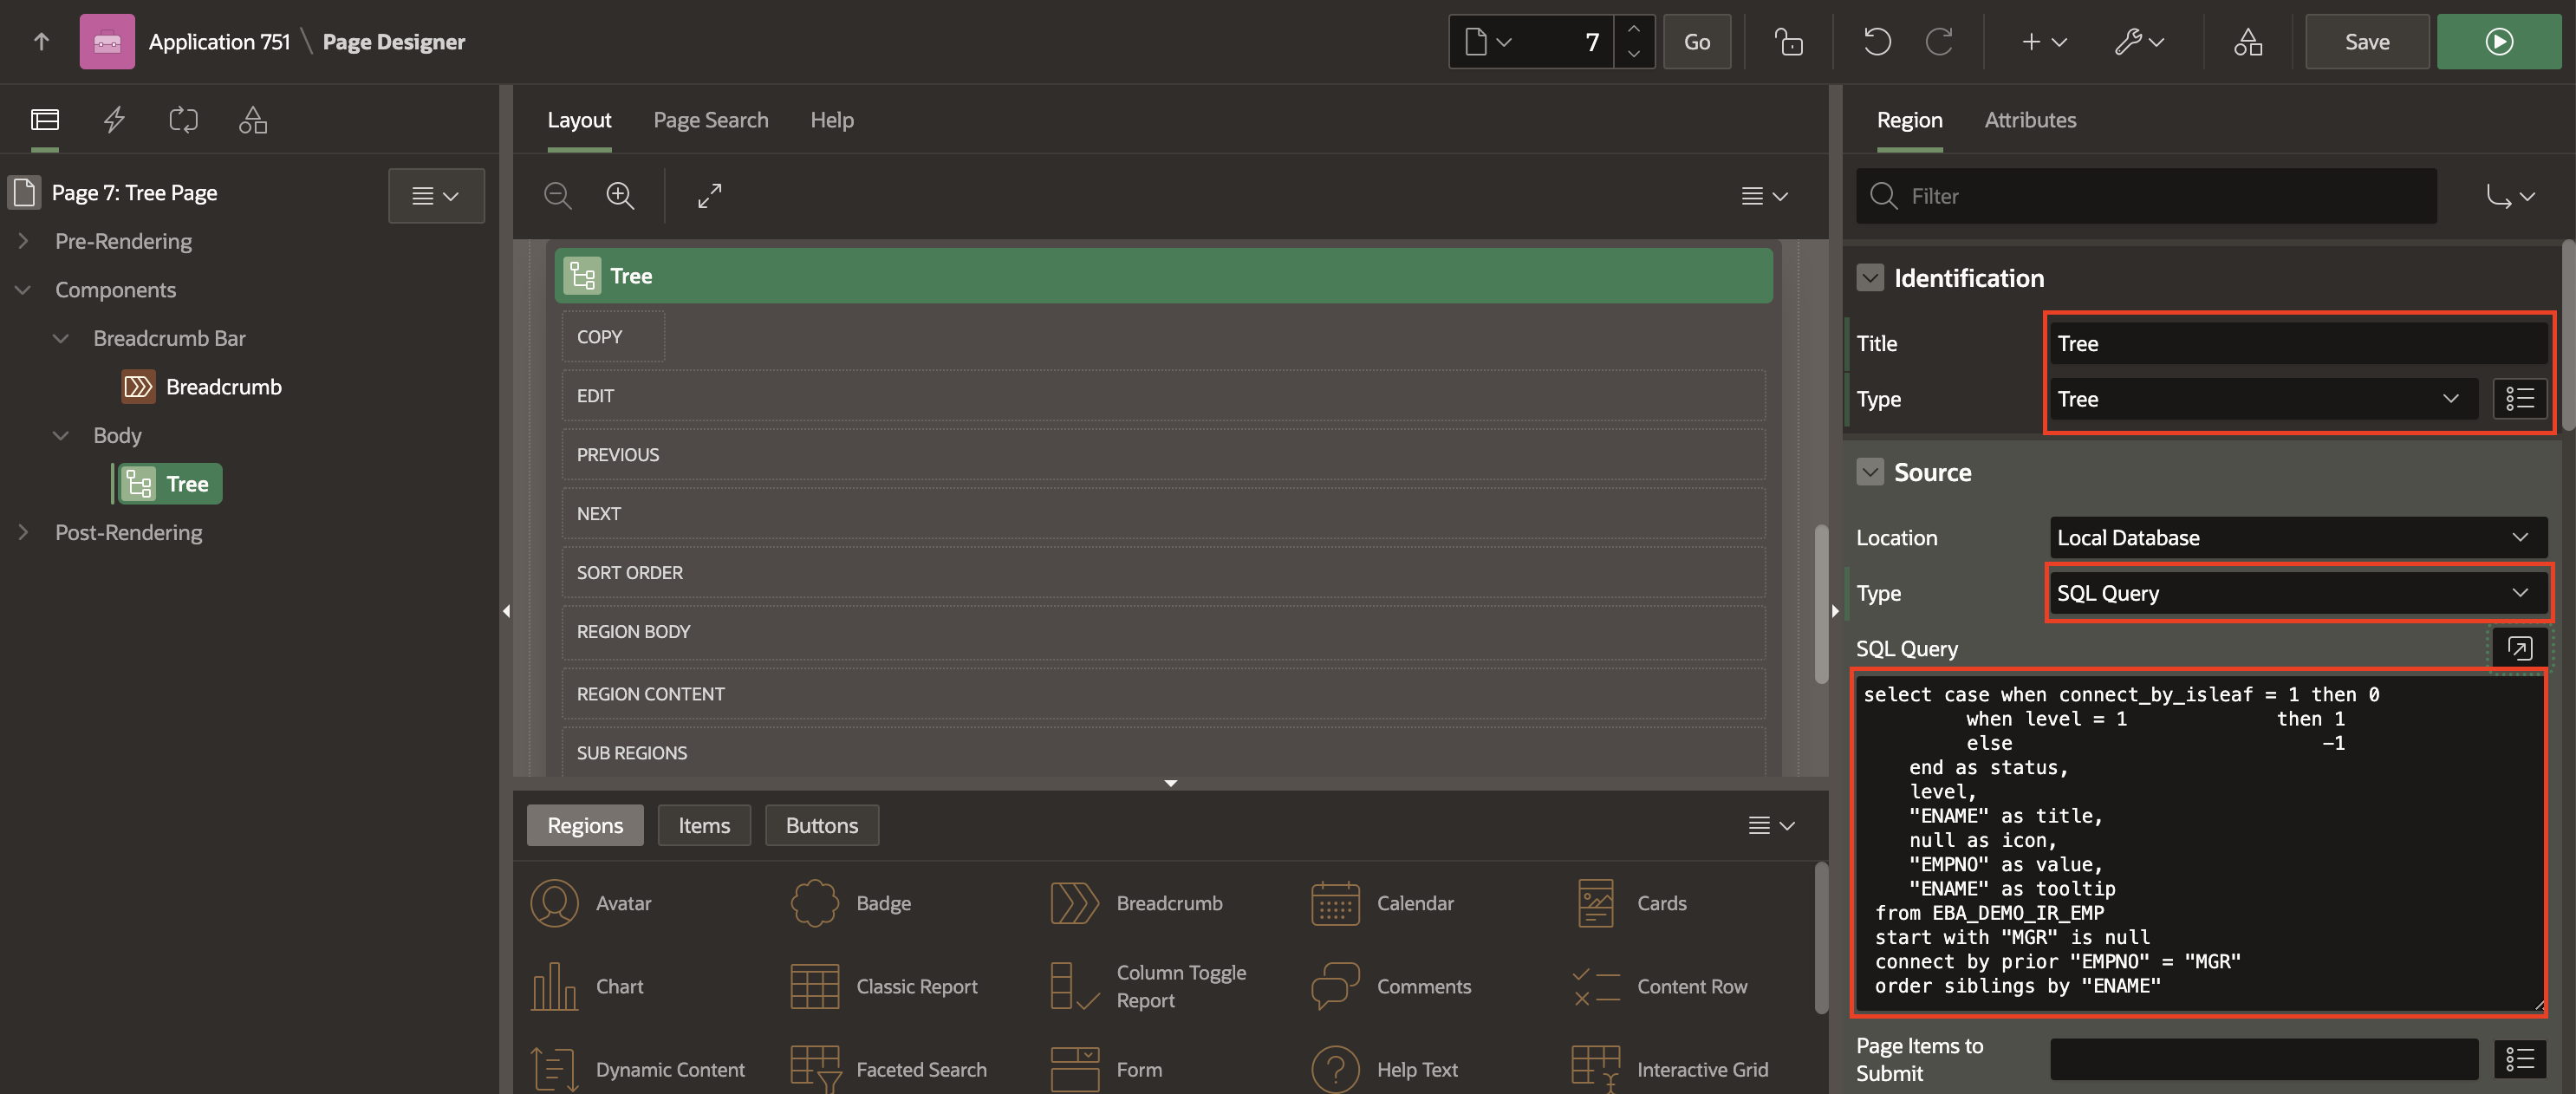 Application 751 \ Page Designer
7
Go
Save
Page 7: Tree Page
Pre-Rendering
Components
Breadcrumb Bar
Breadcrumb
Body
Tree
Post-Rendering
Layout
Page Search
Help
Tree
COPY
EDIT
PREVIOUS
NEXT
SORT ORDER
REGION BODY
REGION CONTENT
SUB REGIONS
Regions
Items
Buttons
Avatar
Badge
Breadcrumb
Calendar
Cards
Chart
Classic Report
Column Toggle
Report
Comments
Content Row
Dynamic Content
Faceted Search
Form
Help Text
Interactive Grid
Region
Attributes
Filter
Identification
Title
Tree
Type
Tree
Source
Location
Local Database
Type
SQL Query
SQL Query
select case when connect_by_isleaf = 1 then 0
when level = 1 then 1
else -1
end as status,
level,
"ENAME" as title,
null as icon,
"EMPNO" as value,
"ENAME" as tooltip
from EBA_DEMO_IR_EMP
start with "MGR" is null
connect by prior "EMPNO" = "MGR"
order siblings by "ENAME"
Page Items to
Submit